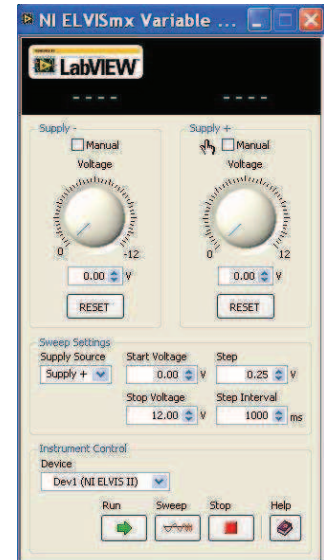 NI ELVISmx Variable ...
LabVIEW
---- ----
Supply - Supply +
Manual Manual
Voltage Voltage
0 -12 0 12
0.00 V 0.00 V
RESET RESET
Sweep Settings
Supply Source Start Voltage Step
Supply + 0.00 V 0.25 V
Stop Voltage Step Interval
12.00 V 1000 ms
Instrument Control
Device
Dev1 (NI ELVIS II)
Run Sweep Stop Help